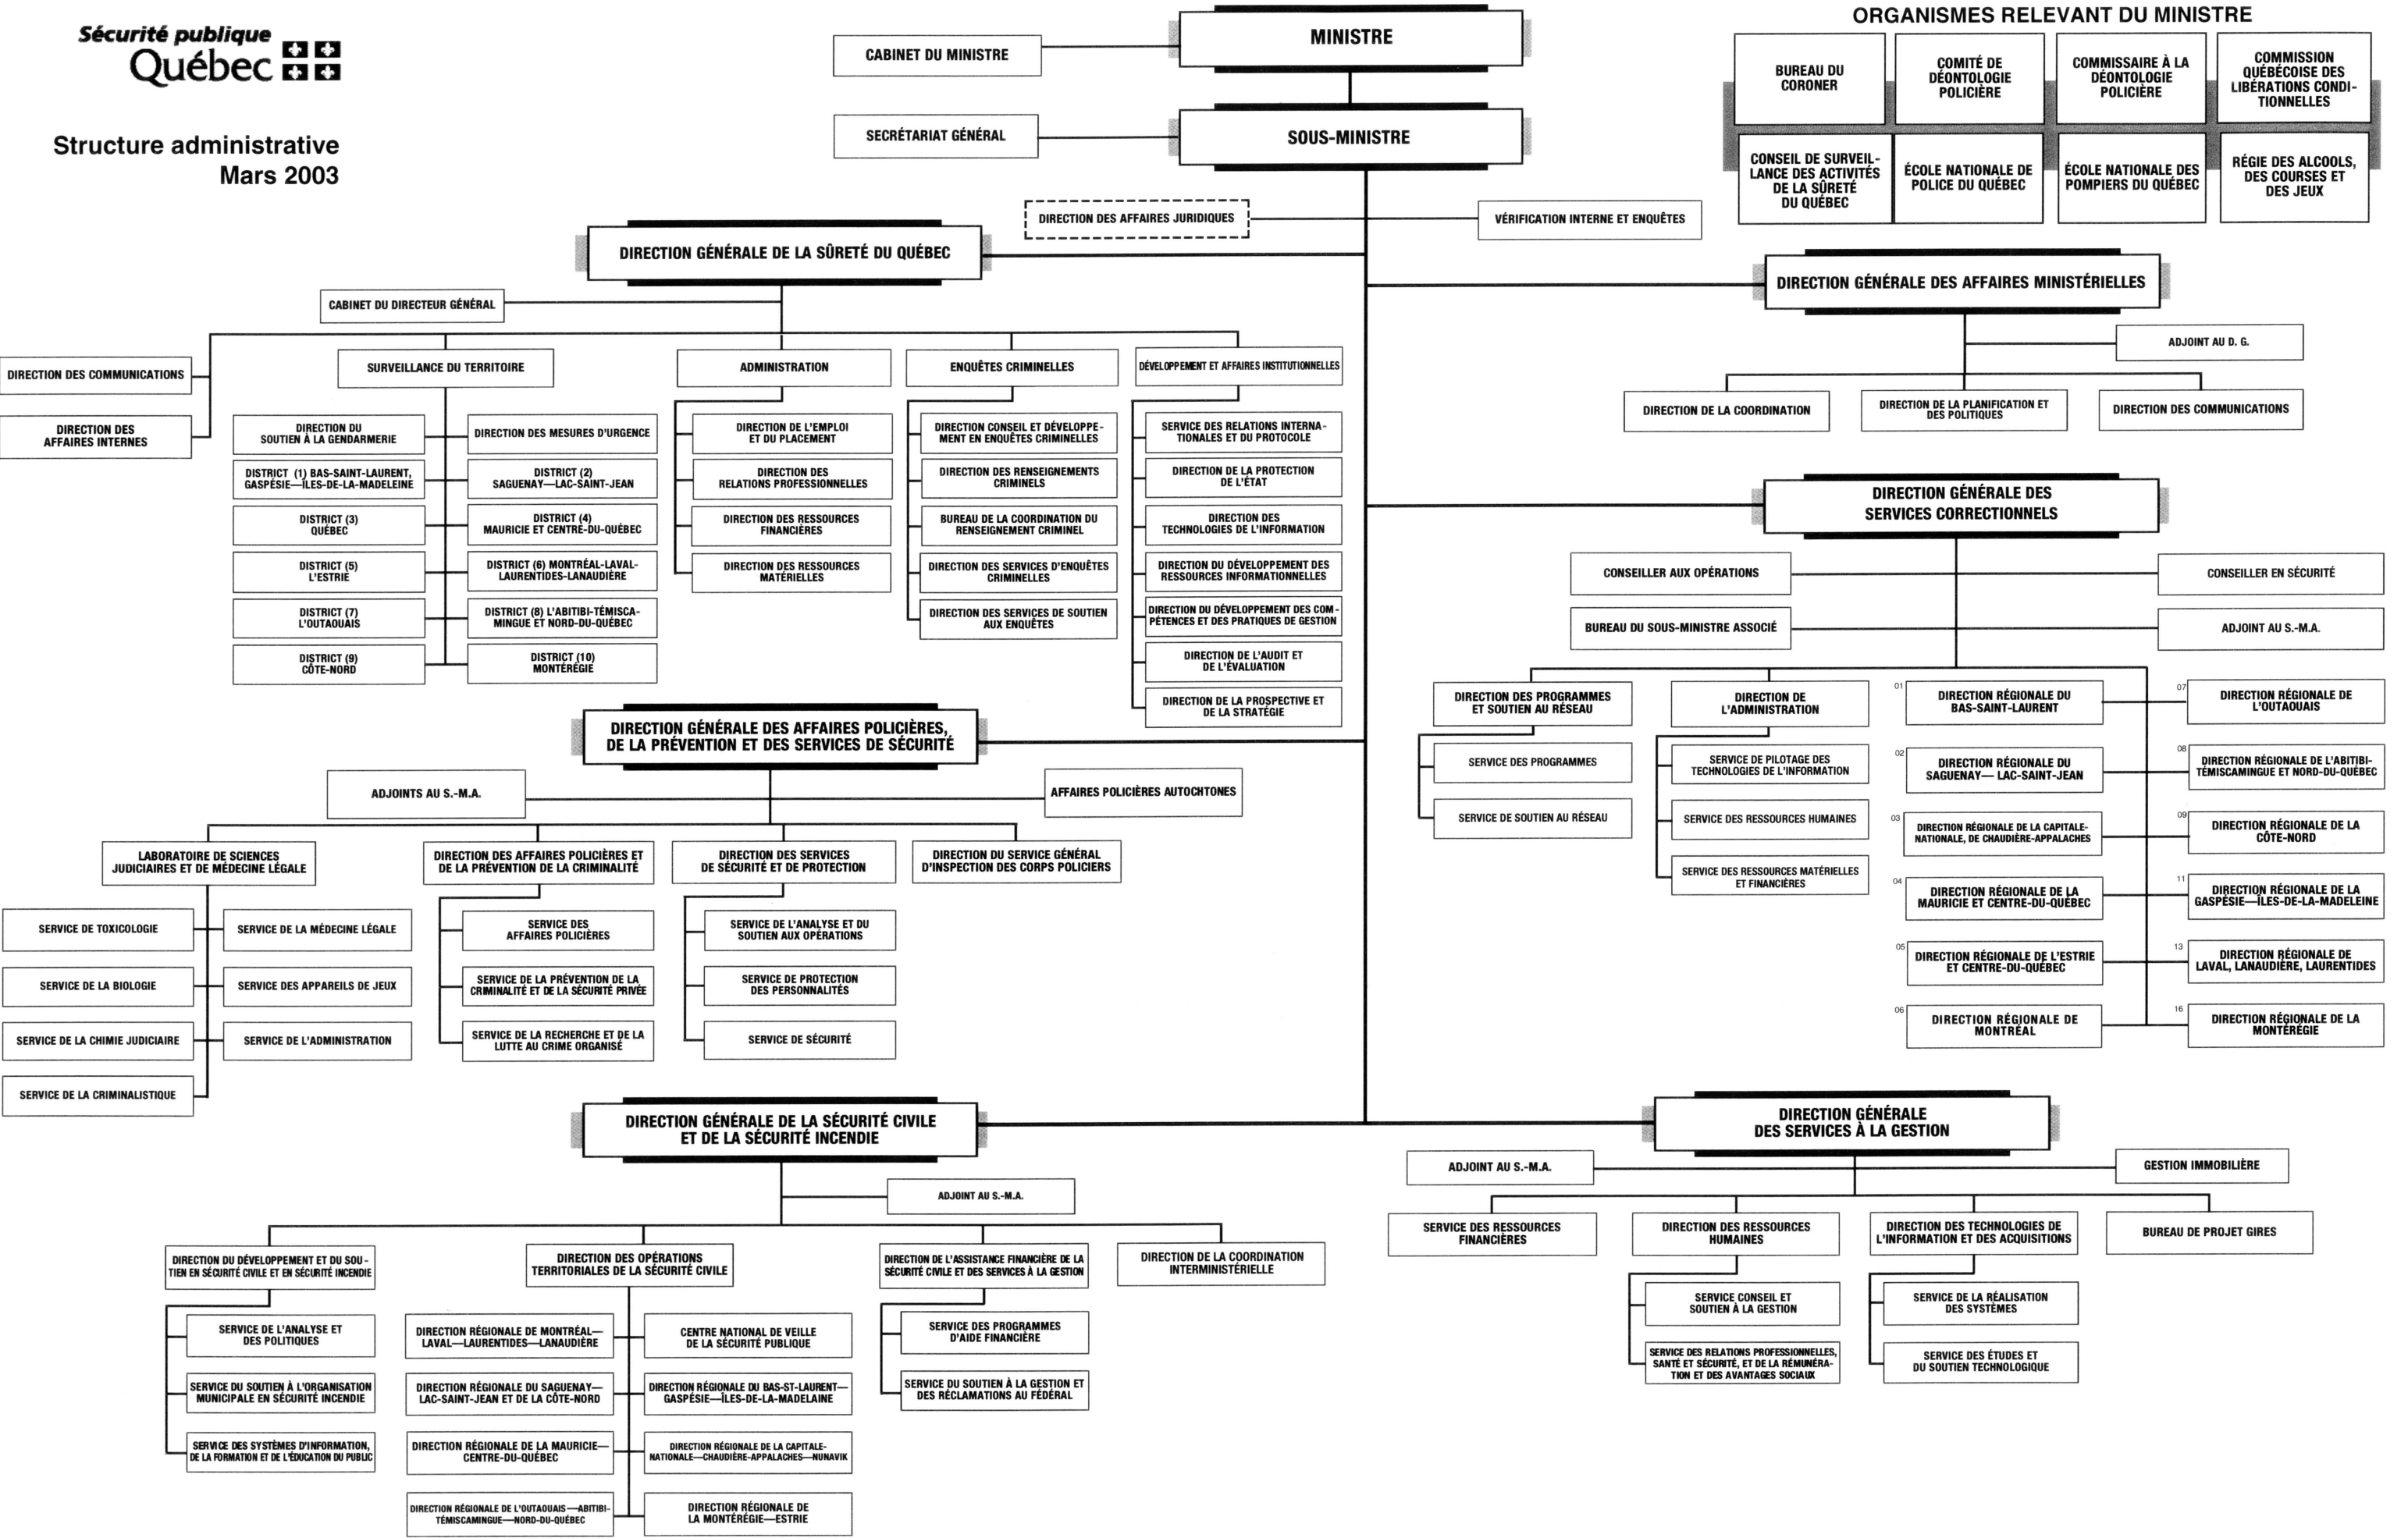 Sécurité publique
Québec
Structure administrative
Mars 2003
MINISTRE
CABINET DU MINISTRE
SOUS-MINISTRE
SECRÉTARIAT GÉNÉRAL
ORGANISMES RELEVANT DU MINISTRE
BUREAU DU
CORONER
COMITÉ DE
DÉONTOLOGIE
POLICIÈRE
COMMISSAIRE À LA
DÉONTOLOGIE
POLICIÈRE
COMMISSION
QUÉBÉCOISE DES
LIBÉRATIONS CONDI-
TIONNELLES
CONSEIL DE SURVEIL-
LANCE DES ACTIVITÉS
DE LA SÛRETÉ
DU QUÉBEC
ÉCOLE NATIONALE DE
POLICE DU QUÉBEC
ÉCOLE NATIONALE DES
POMPIERS DU QUÉBEC
RÉGIE DES ALCOOLS,
DES COURSES ET
DES JEUX
DIRECTION DES AFFAIRES JURIDIQUES
VÉRIFICATION INTERNE ET ENQUÊTES
DIRECTION GÉNÉRALE DE LA SÛRETÉ DU QUÉBEC
CABINET DU DIRECTEUR GÉNÉRAL
DIRECTION DES COMMUNICATIONS
DIRECTION DES
AFFAIRES INTERNES
SURVEILLANCE DU TERRITOIRE
DIRECTION DU
SOUTIEN À LA GENDARMERIE
DIRECTION DES MESURES D'URGENCE
DISTRICT (1) BAS-SAINT-LAURENT,
GASPÉSIE—ÎLES-DE-LA-MADELEINE
DISTRICT (2)
SAGUENAY—LAC-SAINT-JEAN
DISTRICT (3)
QUÉBEC
DISTRICT (4)
MAURICIE ET CENTRE-DU-QUÉBEC
DISTRICT (5)
L'ESTRIE
DISTRICT (6) MONTRÉAL-LAVAL-
LAURENTIDES-LANAUDIÈRE
DISTRICT (7)
L'OUTAOUAIS
DISTRICT (8) L'ABITIBI-TÉMISCA-
MINGUE ET NORD-DU-QUÉBEC
DISTRICT (9)
CÔTE-NORD
DISTRICT (10)
MONTÉRÉGIE
ADMINISTRATION
DIRECTION DE L'EMPLOI
ET DU PLACEMENT
DIRECTION DES
RELATIONS PROFESSIONNELLES
DIRECTION DES RESSOURCES
FINANCIÈRES
DIRECTION DES RESSOURCES
MATÉRIELLES
ENQUÊTES CRIMINELLES
DIRECTION CONSEIL ET DÉVELOPPE-
MENT EN ENQUÊTES CRIMINELLES
DIRECTION DES RENSEIGNEMENTS
CRIMINELS
BUREAU DE LA COORDINATION DU
RENSEIGNEMENT CRIMINEL
DIRECTION DES SERVICES D'ENQUÊTES
CRIMINELLES
DIRECTION DES SERVICES DE SOUTIEN
AUX ENQUÊTES
DÉVELOPPEMENT ET AFFAIRES INSTITUTIONNELLES
SERVICE DES RELATIONS INTERNA-
TIONALES ET DU PROTOCOLE
DIRECTION DE LA PROTECTION
DE L'ÉTAT
DIRECTION DES
TECHNOLOGIES DE L'INFORMATION
DIRECTION DU DÉVELOPPEMENT DES
RESSOURCES INFORMATIONNELLES
DIRECTION DU DÉVELOPPEMENT DES COM-
PÉTENCES ET DES PRATIQUES DE GESTION
DIRECTION DE L'AUDIT ET
DE L'ÉVALUATION
DIRECTION DE LA PROSPECTIVE ET
DE LA STRATÉGIE
DIRECTION GÉNÉRALE DES AFFAIRES MINISTÉRIELLES
ADJOINT AU D. G.
DIRECTION DE LA COORDINATION
DIRECTION DE LA PLANIFICATION ET
DES POLITIQUES
DIRECTION DES COMMUNICATIONS
DIRECTION GÉNÉRALE DES
SERVICES CORRECTIONNELS
CONSEILLER AUX OPÉRATIONS
CONSEILLER EN SÉCURITÉ
BUREAU DU SOUS-MINISTRE ASSOCIÉ
ADJOINT AU S.-M.A.
DIRECTION DES PROGRAMMES
ET SOUTIEN AU RÉSEAU
SERVICE DES PROGRAMMES
SERVICE DE SOUTIEN AU RÉSEAU
DIRECTION DE
L'ADMINISTRATION
SERVICE DE PILOTAGE DES
TECHNOLOGIES DE L'INFORMATION
SERVICE DES RESSOURCES HUMAINES
SERVICE DES RESSOURCES MATÉRIELLES
ET FINANCIÈRES
01
DIRECTION RÉGIONALE DU
BAS-SAINT-LAURENT
07
DIRECTION RÉGIONALE DE
L'OUTAOUAIS
02
DIRECTION RÉGIONALE DU
SAGUENAY— LAC-SAINT-JEAN
08
DIRECTION RÉGIONALE DE L'ABITIBI-
TÉMISCAMINGUE ET NORD-DU-QUÉBEC
03
DIRECTION RÉGIONALE DE LA CAPITALE-
NATIONALE, DE CHAUDIÈRE-APPALACHES
09
DIRECTION RÉGIONALE DE LA
CÔTE-NORD
04
DIRECTION RÉGIONALE DE LA
MAURICIE ET CENTRE-DU-QUÉBEC
11
DIRECTION RÉGIONALE DE LA
GASPÉSIE—ÎLES-DE-LA-MADELEINE
05
DIRECTION RÉGIONALE DE L'ESTRIE
ET CENTRE-DU-QUÉBEC
13
DIRECTION RÉGIONALE DE
LAVAL, LANAUDIÈRE, LAURENTIDES
06
DIRECTION RÉGIONALE DE
MONTRÉAL
16
DIRECTION RÉGIONALE DE LA
MONTÉRÉGIE
DIRECTION GÉNÉRALE DES AFFAIRES POLICIÈRES,
DE LA PRÉVENTION ET DES SERVICES DE SÉCURITÉ
ADJOINTS AU S.-M.A.
AFFAIRES POLICIÈRES AUTOCHTONES
LABORATOIRE DE SCIENCES
JUDICIAIRES ET DE MÉDECINE LÉGALE
SERVICE DE TOXICOLOGIE
SERVICE DE LA MÉDECINE LÉGALE
SERVICE DE LA BIOLOGIE
SERVICE DES APPAREILS DE JEUX
SERVICE DE LA CHIMIE JUDICIAIRE
SERVICE DE L'ADMINISTRATION
SERVICE DE LA CRIMINALISTIQUE
DIRECTION DES AFFAIRES POLICIÈRES ET
DE LA PRÉVENTION DE LA CRIMINALITÉ
SERVICE DES
AFFAIRES POLICIÈRES
SERVICE DE LA PRÉVENTION DE LA
CRIMINALITÉ ET DE LA SÉCURITÉ PRIVÉE
SERVICE DE LA RECHERCHE ET DE LA
LUTTE AU CRIME ORGANISÉ
DIRECTION DES SERVICES
DE SÉCURITÉ ET DE PROTECTION
SERVICE DE L'ANALYSE ET DU
SOUTIEN AUX OPÉRATIONS
SERVICE DE PROTECTION
DES PERSONNALITÉS
SERVICE DE SÉCURITÉ
DIRECTION DU SERVICE GÉNÉRAL
D'INSPECTION DES CORPS POLICIERS
DIRECTION GÉNÉRALE DE LA SÉCURITÉ CIVILE
ET DE LA SÉCURITÉ INCENDIE
ADJOINT AU S.-M.A.
DIRECTION DU DÉVELOPPEMENT ET DU SOU-
TIEN EN SÉCURITÉ CIVILE ET EN SÉCURITÉ INCENDIE
SERVICE DE L'ANALYSE ET
DES POLITIQUES
SERVICE DU SOUTIEN À L'ORGANISATION
MUNICIPALE EN SÉCURITÉ INCENDIE
SERVICE DES SYSTÈMES D'INFORMATION,
DE LA FORMATION ET DE L'ÉDUCATION DU PUBLIC
DIRECTION DES OPÉRATIONS
TERRITORIALES DE LA SÉCURITÉ CIVILE
DIRECTION RÉGIONALE DE MONTRÉAL—
LAVAL—LAURENTIDES—LANAUDIÈRE
CENTRE NATIONAL DE VEILLE
DE LA SÉCURITÉ PUBLIQUE
DIRECTION RÉGIONALE DU SAGUENAY—
LAC-SAINT-JEAN ET DE LA CÔTE-NORD
DIRECTION RÉGIONALE DU BAS-ST-LAURENT—
GASPÉSIE—ÎLES-DE-LA-MADELAINE
DIRECTION RÉGIONALE DE LA MAURICIE—
CENTRE-DU-QUÉBEC
DIRECTION RÉGIONALE DE LA CAPITALE-
NATIONALE—CHAUDIÈRE-APPALACHES—NUNAVIK
DIRECTION RÉGIONALE DE L'OUTAOUAIS—ABITIBI-
TÉMISCAMINGUE—NORD-DU-QUÉBEC
DIRECTION RÉGIONALE DE
LA MONTÉRÉGIE—ESTRIE
DIRECTION DE L'ASSISTANCE FINANCIÈRE DE LA
SÉCURITÉ CIVILE ET DES SERVICES À LA GESTION
SERVICE DES PROGRAMMES
D'AIDE FINANCIÈRE
SERVICE DU SOUTIEN À LA GESTION ET
DES RÉCLAMATIONS AU FÉDÉRAL
DIRECTION DE LA COORDINATION
INTERMINISTÉRIELLE
DIRECTION GÉNÉRALE
DES SERVICES À LA GESTION
ADJOINT AU S.-M.A.
GESTION IMMOBILIÈRE
SERVICE DES RESSOURCES
FINANCIÈRES
DIRECTION DES RESSOURCES
HUMAINES
SERVICE CONSEIL ET
SOUTIEN À LA GESTION
SERVICE DES RELATIONS PROFESSIONNELLES,
SANTÉ ET SÉCURITÉ, ET DE LA RÉMUNÉRA-
TION ET DES AVANTAGES SOCIAUX
DIRECTION DES TECHNOLOGIES DE
L'INFORMATION ET DES ACQUISITIONS
SERVICE DE LA RÉALISATION
DES SYSTÈMES
SERVICE DES ÉTUDES ET
DU SOUTIEN TECHNOLOGIQUE
BUREAU DE PROJET GIRES